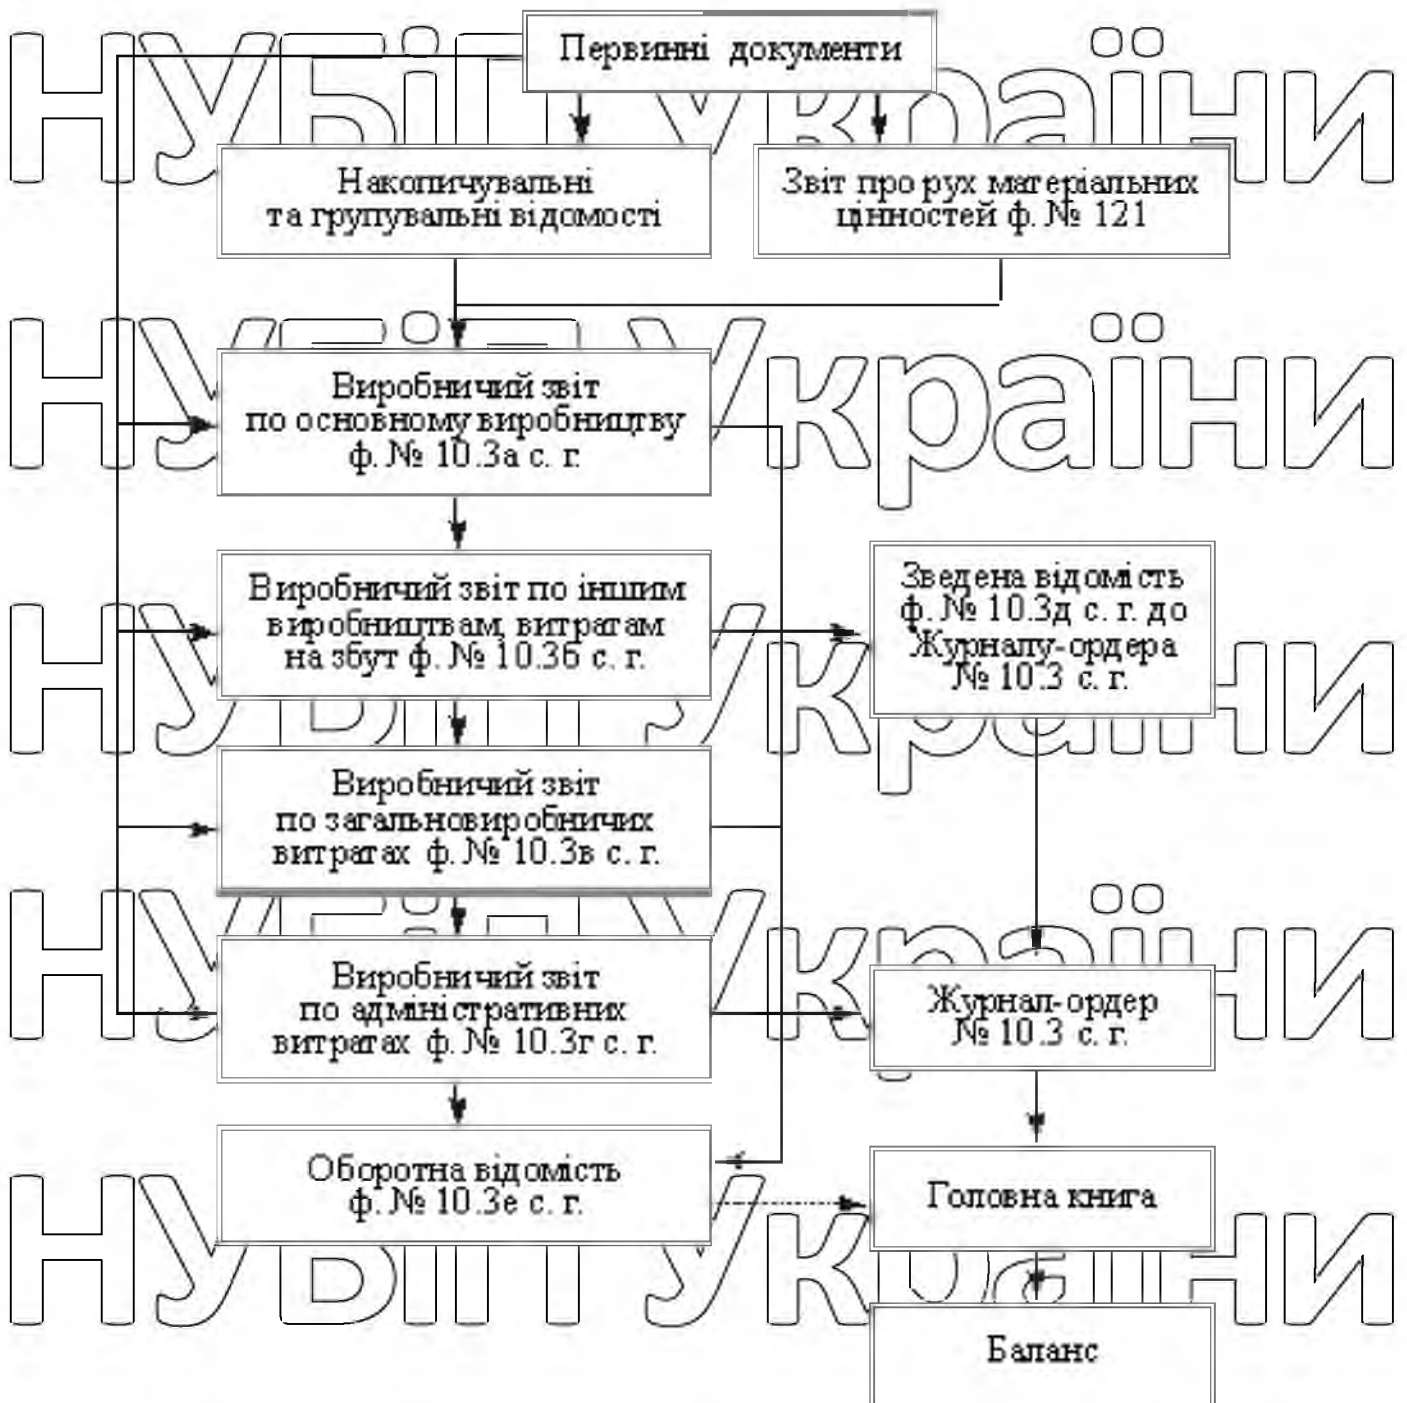 НУБіП України
Первинні документи
Накопичувальні
та групувальні відомості
Звіт про рух матеріальних
цінностей ф. № 121
НУБіП України
Виробничий звіт
по основному виробництву
ф. № 10.3а с. г.
Виробничий звіт по іншим
виробництвам, витратам
на збут ф. № 10.3б с. г.
Зведена відомість
ф. № 10.3д с. г. до
Журналу-ордера
№ 10.3 с. г.
НУБіП України
Виробничий звіт
по загальновиробничих
витратах ф. № 10.3в с. г.
НУБіП України
Виробничий звіт
по адміністративних
витратах ф. № 10.3г с. г.
Журнал-ордер
№ 10.3 с. г.
Оборотна відомість
ф. № 10.3е с. г.
Головна книга
НУБіП України
Баланс